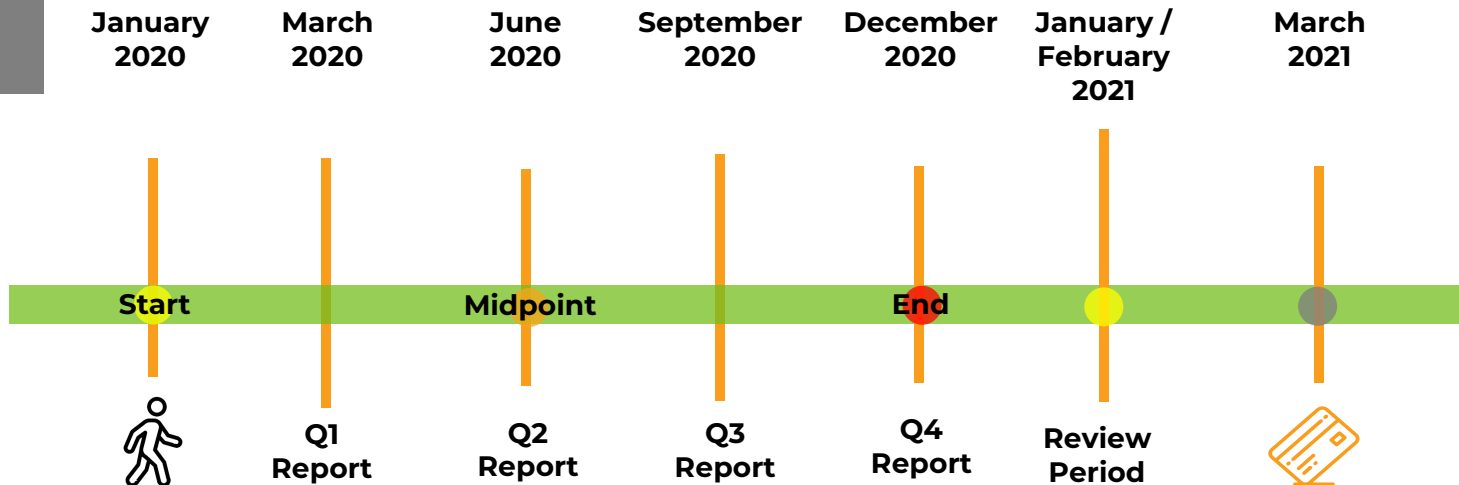 January
2020
March
2020
June
2020
September
2020
December
2020
January /
February
2021
March
2021
Start
Midpoint
End
Q1
Report
Q2
Report
Q3
Report
Q4
Report
Review
Period